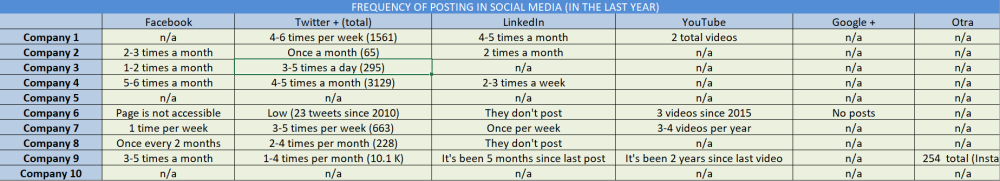 FREQUENCY OF POSTING IN SOCIAL MEDIA (IN THE LAST YEAR)
Facebook Twitter + (total) LinkedIn YouTube Google + Otra
Company 1 n/a 4-6 times per week (1561) 4-5 times a month 2 total videos n/a n/a
Company 2 2-3 times a month Once a month (65) 2 times a month n/a n/a n/a
Company 3 1-2 times a month 3-5 times a day (295) n/a n/a n/a n/a
Company 4 5-6 times a month 4-5 times a month (3129) 2-3 times a week n/a n/a n/a
Company 5 n/a n/a n/a n/a n/a n/a
Company 6 Page is not accessible Low (23 tweets since 2010) They don't post 3 videos since 2015 No posts n/a
Company 7 1 time per week 3-5 times per week (663) Once per week 3-4 videos per year n/a n/a
Company 8 Once every 2 months 2-4 times per month (228) They don't post n/a n/a n/a
Company 9 3-5 times a month 1-4 times per month (10.1 K) It's been 5 months since last post It's been 2 years since last video n/a 254 total (Insta
Company 10 n/a n/a n/a n/a n/a n/a